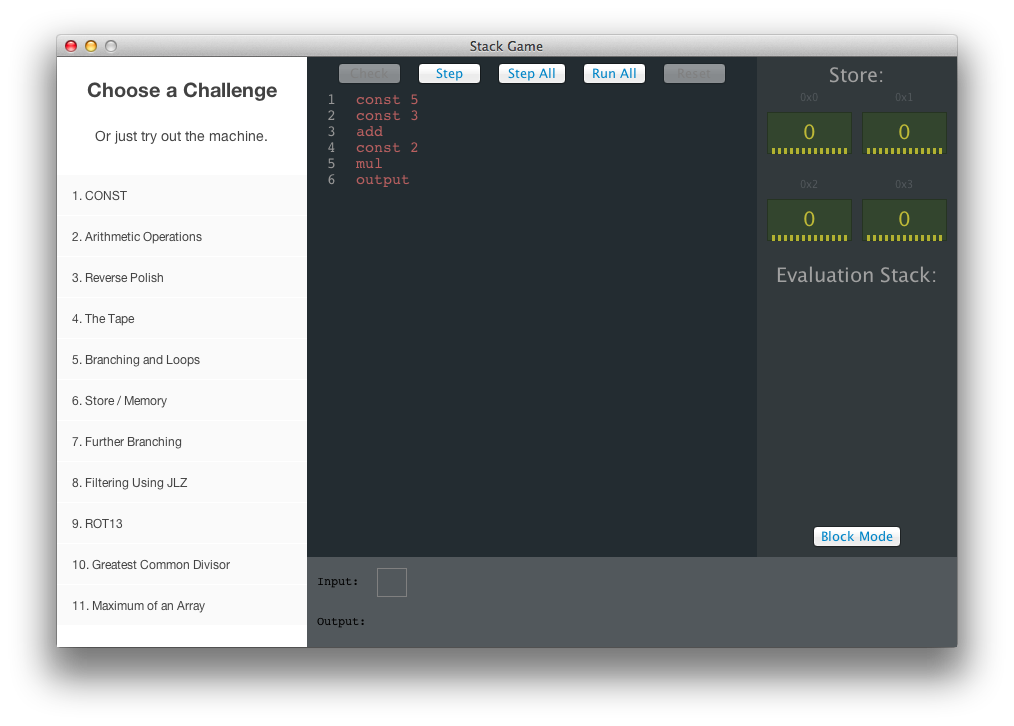 Stack Game
Choose a Challenge
Or just try out the machine.
1. CONST
2. Arithmetic Operations
3. Reverse Polish
4. The Tape
5. Branching and Loops
6. Store / Memory
7. Further Branching
8. Filtering Using JLZ
9. ROT13
10. Greatest Common Divisor
11. Maximum of an Array
Check Step Step All Run All Reset
1 const 5
2 const 3
3 add
4 const 2
5 mul
6 output
Store:
0x0 0x1
0 0
0x2 0x3
0 0
Evaluation Stack:
Block Mode
Input:
Output: